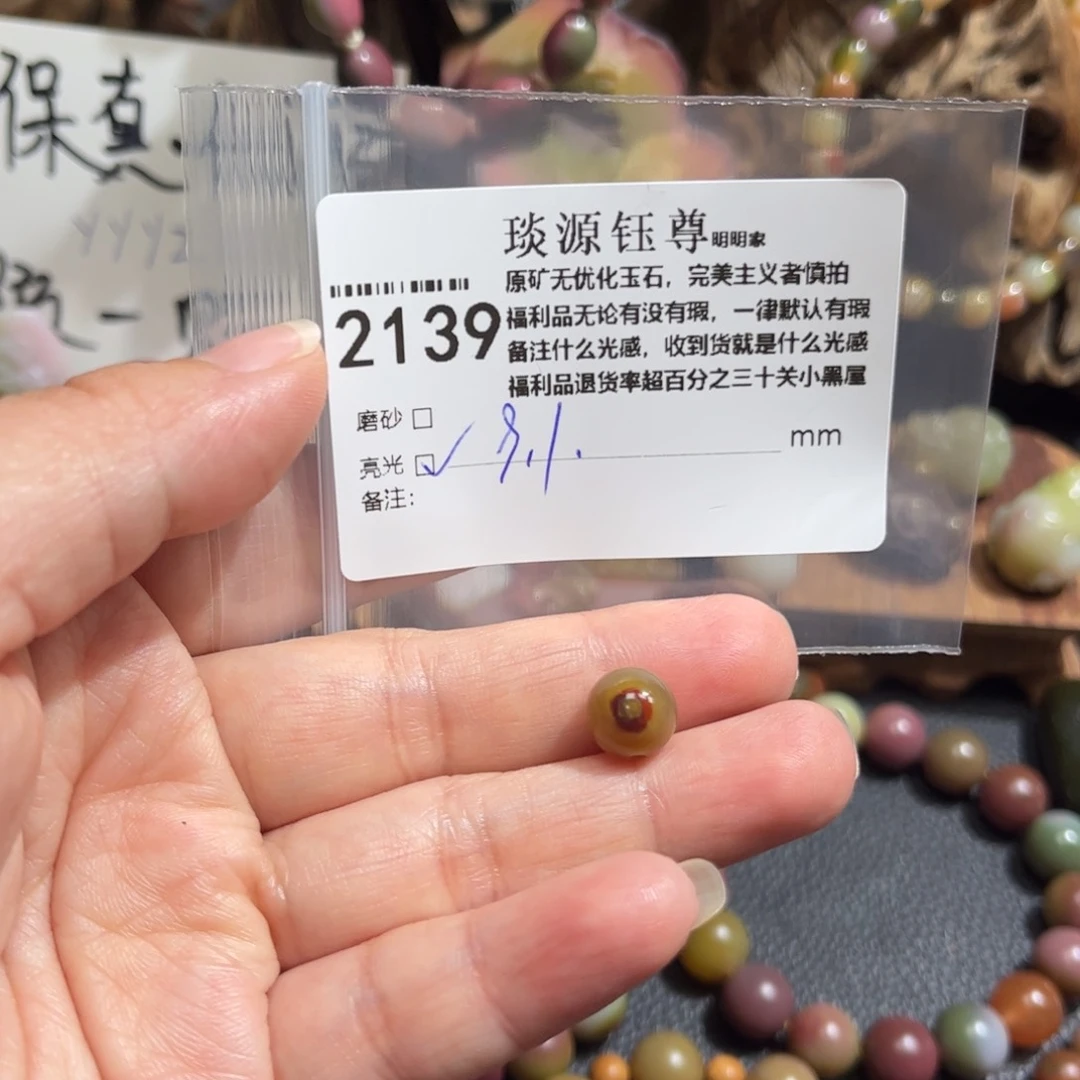 保真
琰源钰尊明明家
原矿无优化玉石，完美主义者慎拍
2139
福利品无论有没有瑕，一律默认有瑕
备注什么光感，收到货就是什么光感
福利品退货率超百分之三十关小黑屋
磨砂 □
亮光 ☑ mm
备注：